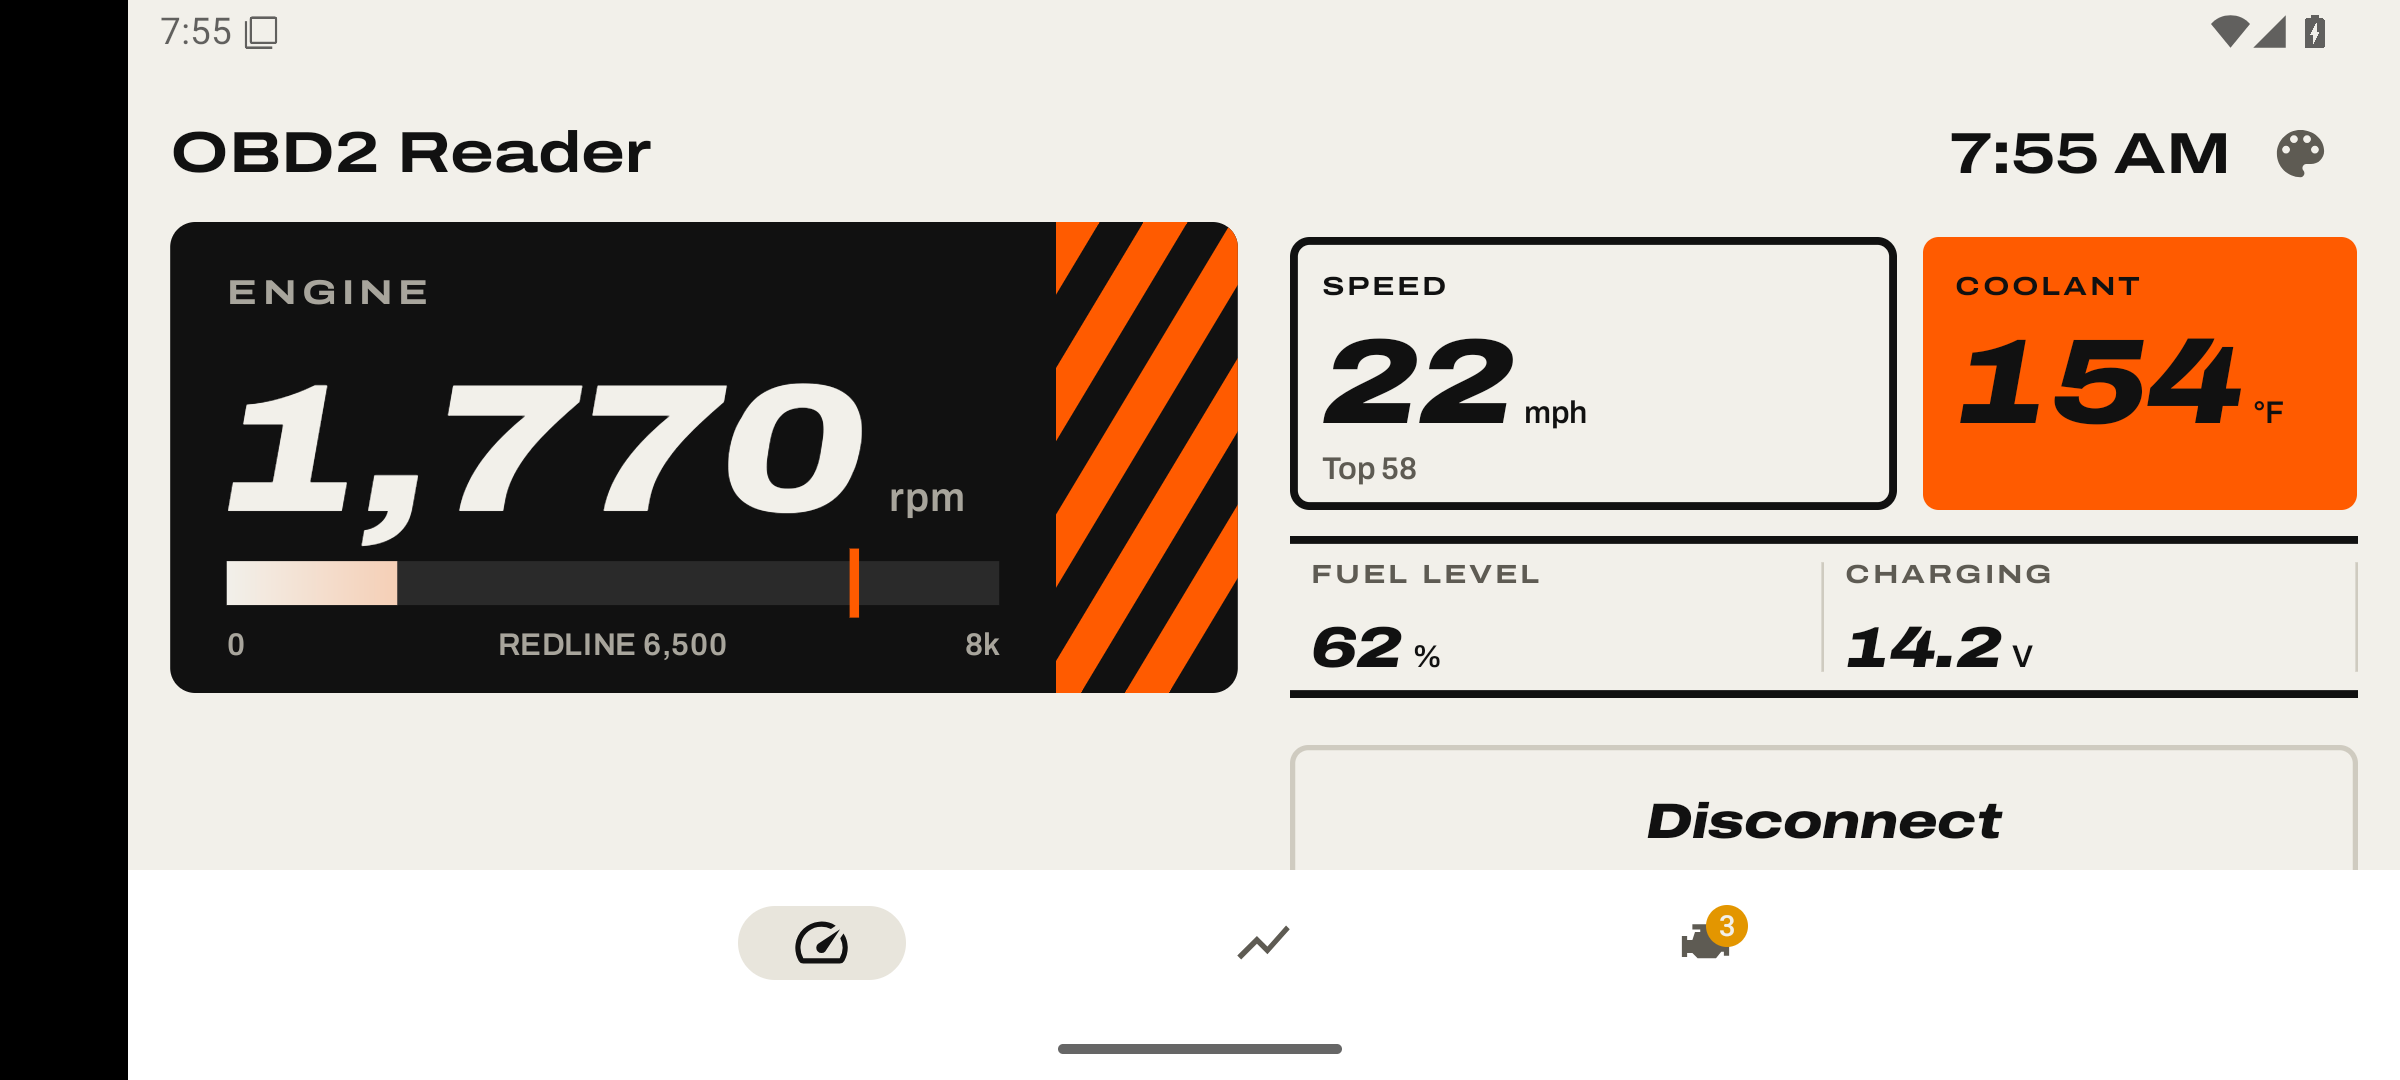 7:55
OBD2 Reader
7:55 AM
ENGINE
1,770 rpm
0 REDLINE 6,500 8k
SPEED
22 mph
Top 58
COOLANT
154 °F
FUEL LEVEL
62 %
CHARGING
14.2 V
Disconnect
3